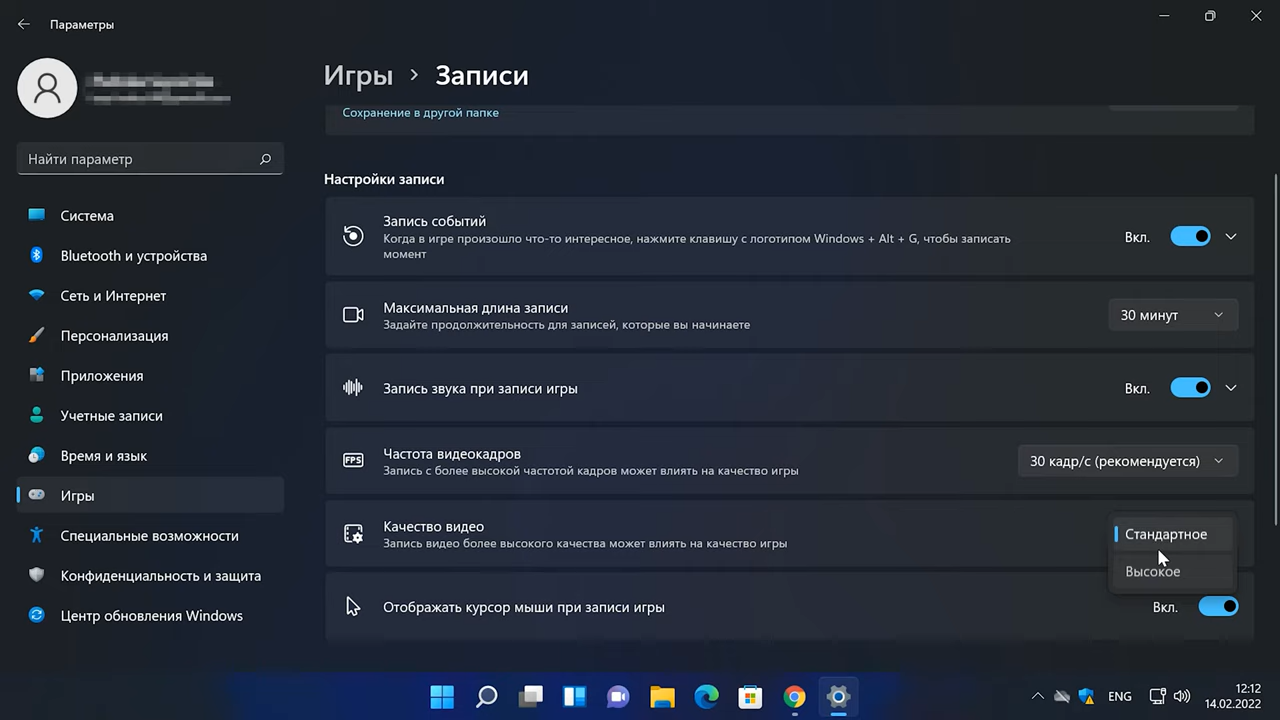 Параметры
Найти параметр
Система
Bluetooth и устройства
Сеть и Интернет
Персонализация
Приложения
Учетные записи
Время и язык
Игры
Специальные возможности
Конфиденциальность и защита
Центр обновления Windows
Игры > Записи
Сохранение в другой папке
Настройки записи
Запись событий
Когда в игре произошло что-то интересное, нажмите клавишу с логотипом Windows + Alt + G, чтобы записать
момент
Вкл.
Максимальная длина записи
Задайте продолжительность для записей, которые вы начинаете
30 минут
Запись звука при записи игры
Вкл.
FPS
Частота видеокадров
Запись с более высокой частотой кадров может влиять на качество игры
30 кадр/с (рекомендуется)
Качество видео
Запись видео более высокого качества может влиять на качество игры
Стандартное
Высокое
Отображать курсор мыши при записи игры
Вкл.
ENG
12:12
14.02.2022